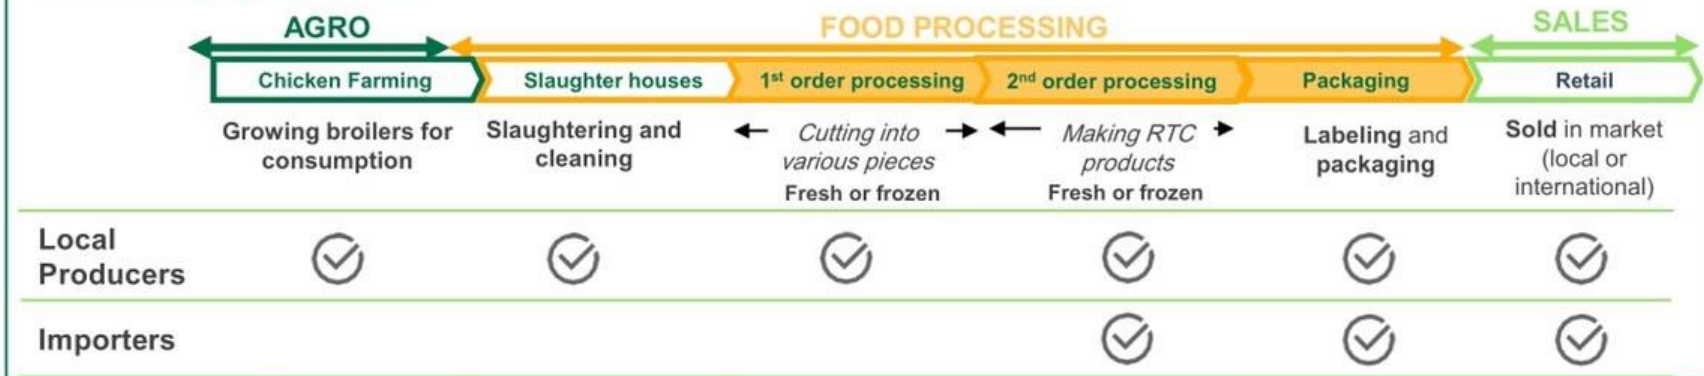 AGRO
FOOD PROCESSING
SALES
Chicken Farming
Slaughter houses
1st order processing
2nd order processing
Packaging
Retail
Growing broilers for
consumption
Slaughtering and
cleaning
Cutting into
various pieces
Fresh or frozen
Making RTC
products
Fresh or frozen
Labeling and
packaging
Sold in market
(local or
international)
Local
Producers
Importers